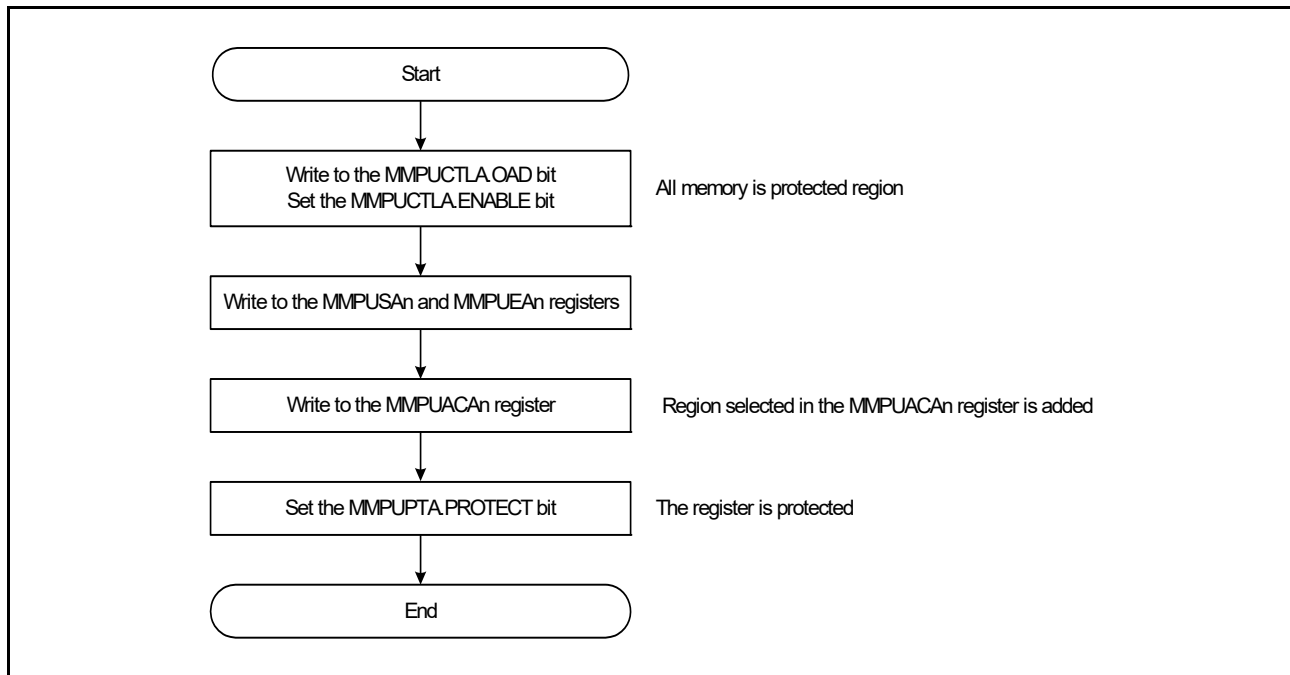 Start
Write to the MMPUCTLA.OAD bit
Set the MMPUCTLA.ENABLE bit
All memory is protected region
Write to the MMPUSAn and MMPUEAn registers
Write to the MMPUACAn register
Region selected in the MMPUACAn register is added
Set the MMPUPTA.PROTECT bit
The register is protected
End